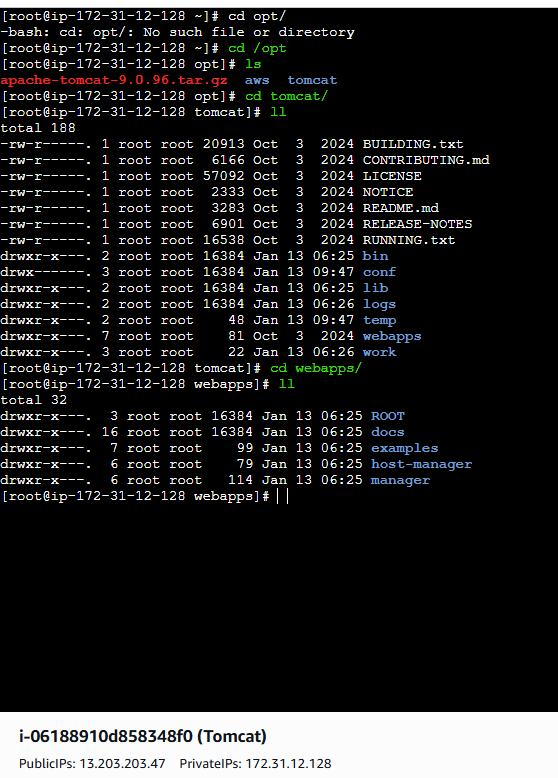 [root@ip-172-31-12-128 ~]# cd opt/
-bash: cd: opt/: No such file or directory
[root@ip-172-31-12-128 ~]# cd /opt
[root@ip-172-31-12-128 opt]# ls
apache-tomcat-9.0.96.tar.gz  aws  tomcat
[root@ip-172-31-12-128 opt]# cd tomcat/
[root@ip-172-31-12-128 tomcat]# ll
total 188
-rw-r-----. 1 root root 20913 Oct  3  2024 BUILDING.txt
-rw-r-----. 1 root root  6166 Oct  3  2024 CONTRIBUTING.md
-rw-r-----. 1 root root 57092 Oct  3  2024 LICENSE
-rw-r-----. 1 root root  2333 Oct  3  2024 NOTICE
-rw-r-----. 1 root root  3283 Oct  3  2024 README.md
-rw-r-----. 1 root root  6901 Oct  3  2024 RELEASE-NOTES
-rw-r-----. 1 root root 16538 Oct  3  2024 RUNNING.txt
drwxr-x---. 2 root root 16384 Jan 13 06:25 bin
drwx------. 3 root root 16384 Jan 13 09:47 conf
drwxr-x---. 2 root root 16384 Jan 13 06:25 lib
drwxr-x---. 2 root root 16384 Jan 13 06:26 logs
drwxr-x---. 2 root root    48 Jan 13 09:47 temp
drwxr-x---. 7 root root    81 Oct  3  2024 webapps
drwxr-x---. 3 root root    22 Jan 13 06:26 work
[root@ip-172-31-12-128 tomcat]# cd webapps/
[root@ip-172-31-12-128 webapps]# ll
total 32
drwxr-x---.  3 root root 16384 Jan 13 06:25 ROOT
drwxr-x---. 16 root root 16384 Jan 13 06:25 docs
drwxr-x---.  7 root root    99 Jan 13 06:25 examples
drwxr-x---.  6 root root    79 Jan 13 06:25 host-manager
drwxr-x---.  6 root root   114 Jan 13 06:25 manager
[root@ip-172-31-12-128 webapps]#
i-06188910d858348f0 (Tomcat)
PublicIPs: 13.203.203.47    PrivateIPs: 172.31.12.128